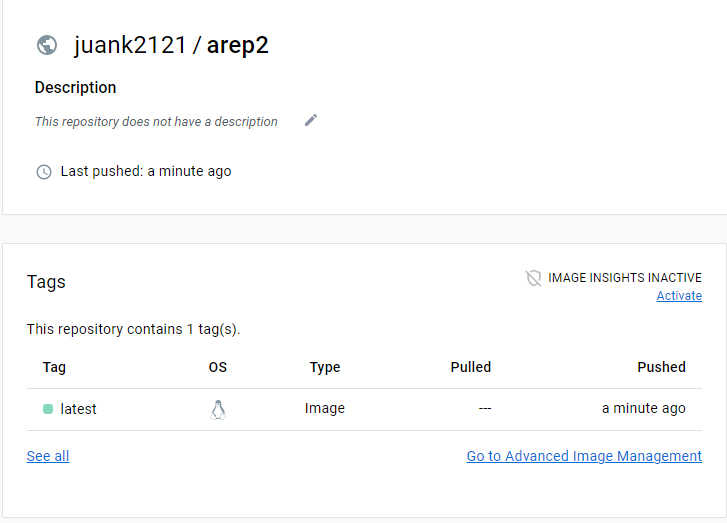 juank2121 / arep2
Description
This repository does not have a description
Last pushed: a minute ago
Tags
IMAGE INSIGHTS INACTIVE
Activate
This repository contains 1 tag(s).
Tag OS Type Pulled Pushed
latest Image --- a minute ago
See all Go to Advanced Image Management